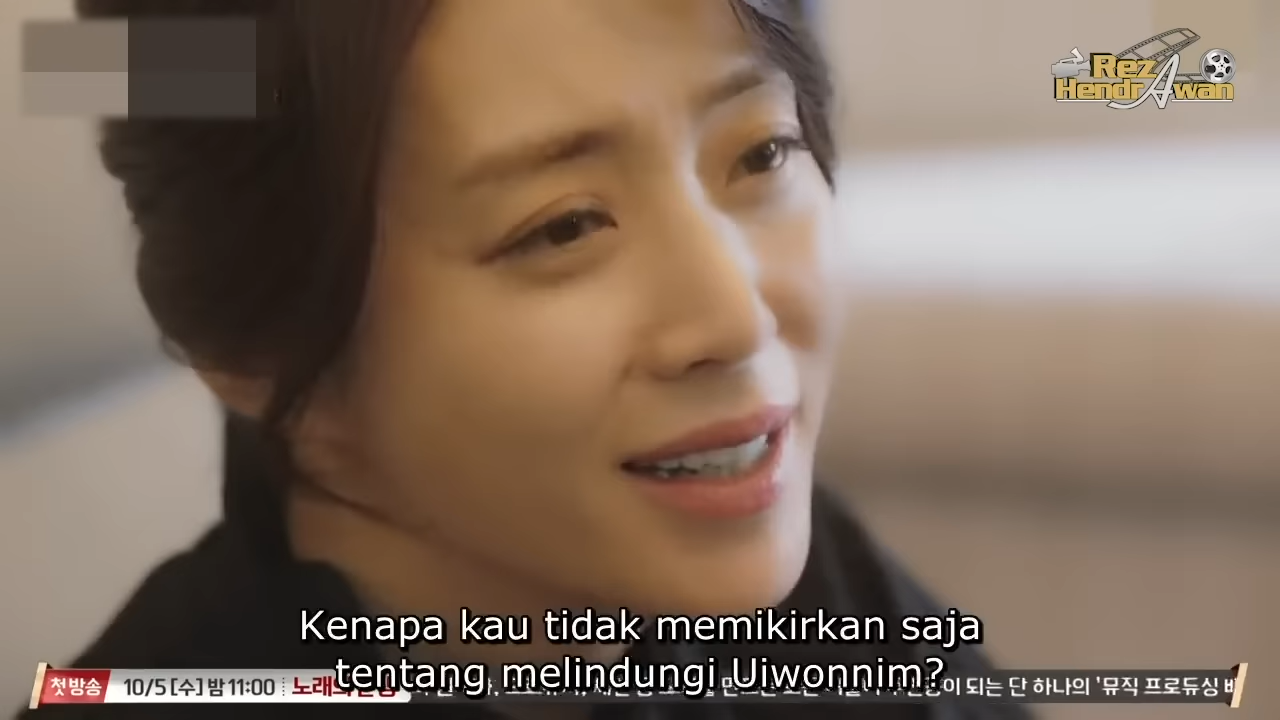 Rez
HendrAwan
Kenapa kau tidak memikirkan saja
tentang melindungi Uiwonnim?
첫방송 10/5 [수] 밤 11:00 노래의 되는 단 하나의 '뮤직 프로듀싱